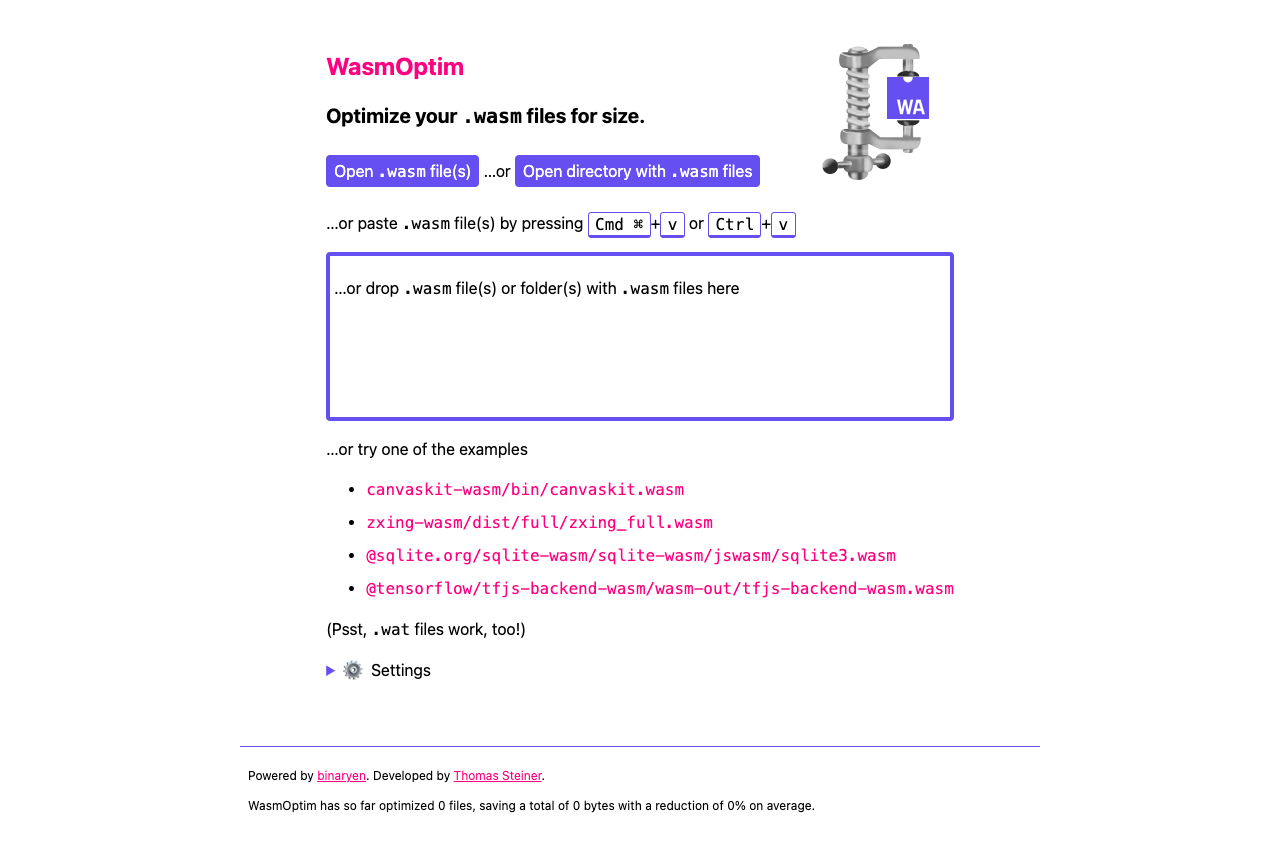 WasmOptim
WA
Optimize your .wasm files for size.
Open .wasm file(s) ...or Open directory with .wasm files
...or paste .wasm file(s) by pressing Cmd ⌘+v or Ctrl+v
...or drop .wasm file(s) or folder(s) with .wasm files here
...or try one of the examples
• canvaskit-wasm/bin/canvaskit.wasm
• zxing-wasm/dist/full/zxing_full.wasm
• @sqlite.org/sqlite-wasm/sqlite-wasm/jswasm/sqlite3.wasm
• @tensorflow/tfjs-backend-wasm/wasm-out/tfjs-backend-wasm.wasm
(Psst, .wat files work, too!)
▶ ⚙️ Settings
Powered by binaryen. Developed by Thomas Steiner.
WasmOptim has so far optimized 0 files, saving a total of 0 bytes with a reduction of 0% on average.